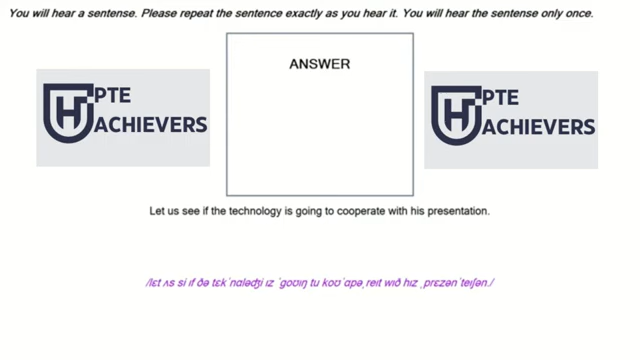 You will hear a sentence. Please repeat the sentence exactly as you hear it. You will hear the sentence only once.
ANSWER
PTE
ACHIEVERS
PTE
ACHIEVERS
Let us see if the technology is going to cooperate with his presentation.
/lɛt ʌs si ɪf ðə tɛkˈnɑləʤi ɪz ˈgoʊɪŋ tu koʊˈɑpəˌreɪt wɪð hɪz ˌprɛzənˈteɪʃən./